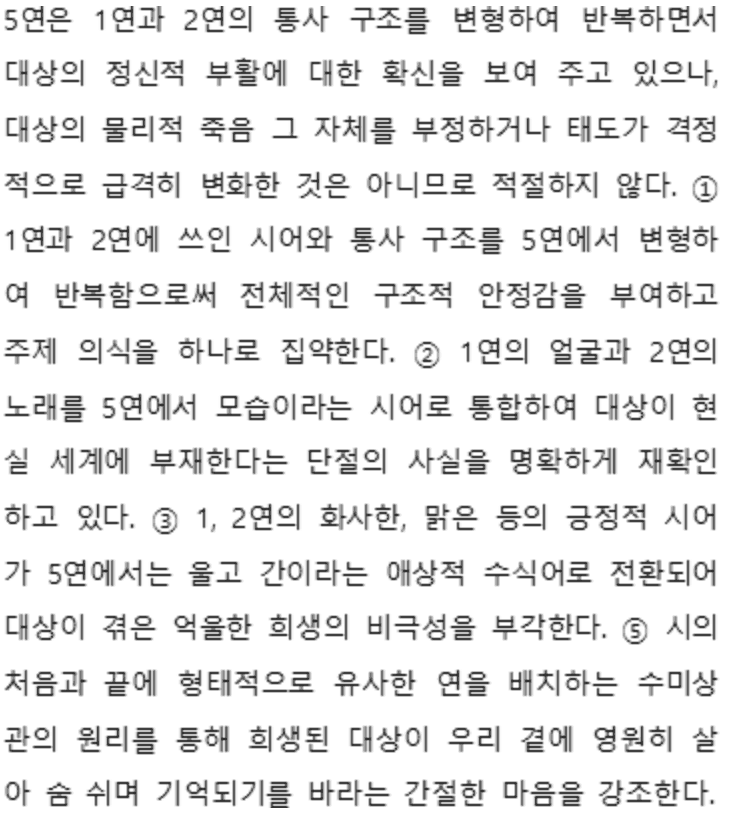 5연은 1연과 2연의 통사 구조를 변형하여 반복하면서
대상의 정신적 부활에 대한 확신을 보여 주고 있으나,
대상의 물리적 죽음 그 자체를 부정하거나 태도가 격정
적으로 급격히 변화한 것은 아니므로 적절하지 않다. ①
1연과 2연에 쓰인 시어와 통사 구조를 5연에서 변형하
여 반복함으로써 전체적인 구조적 안정감을 부여하고
주제 의식을 하나로 집약한다. ② 1연의 얼굴과 2연의
노래를 5연에서 모습이라는 시어로 통합하여 대상이 현
실 세계에 부재한다는 단절의 사실을 명확하게 재확인
하고 있다. ③ 1, 2연의 화사한, 맑은 등의 긍정적 시어
가 5연에서는 울고 간이라는 애상적 수식어로 전환되어
대상이 겪은 억울한 희생의 비극성을 부각한다. ⑤ 시의
처음과 끝에 형태적으로 유사한 연을 배치하는 수미상
관의 원리를 통해 희생된 대상이 우리 곁에 영원히 살
아 숨 쉬며 기억되기를 바라는 간절한 마음을 강조한다.